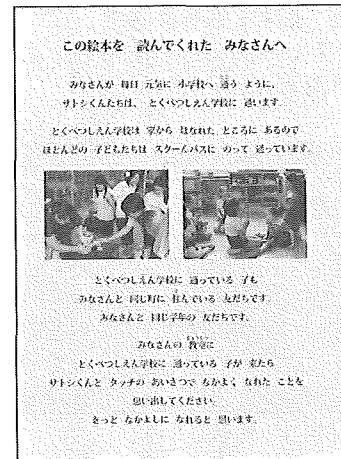 この絵本を 読んでくれた みなさんへ
みなさんが 毎日 元気に 小学校へ 通う ように、
サトシくんたちは、 とくべつしえん学校に 通います。
とくべつしえん学校は 家から はなれた ところに あるので
ほとんどの 子どもたちは スクールバスに のって 通っています。
とくべつしえん学校に 通っている 子も
みなさんと 同じ町に 住んでいる 友だちです。
みなさんと 同じ学年の 友だちです。
みなさんの 教室に
とくべつしえん学校に 通っている 子が 来たら
サトシくんと タッチの あいさつで なかよく なれた ことを
思い出してください。
きっと なかよしに なれると 思います。